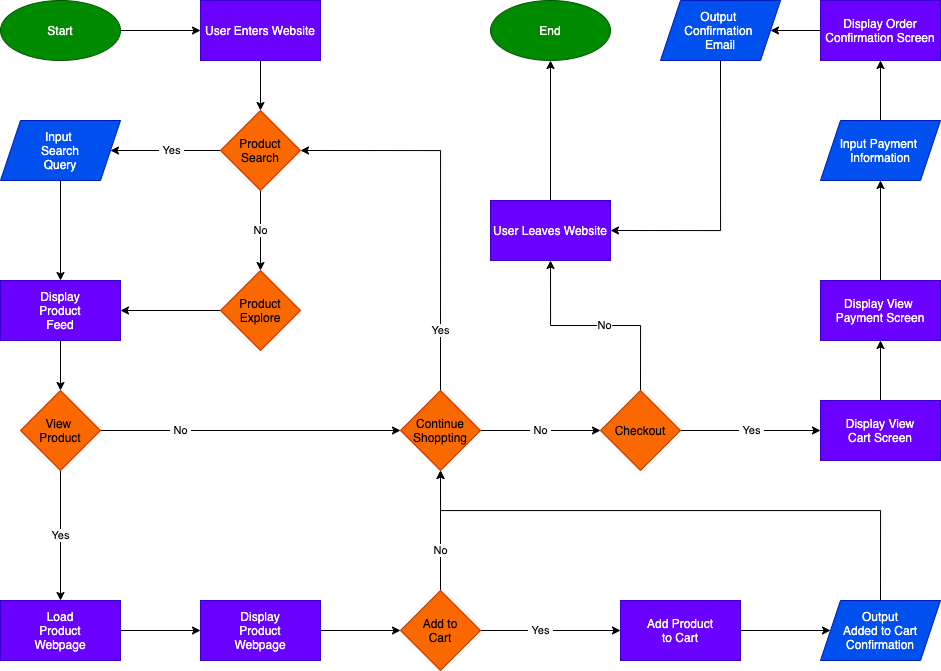 Start
User Enters Website
End
Output
Confirmation
Email
Display Order
Confirmation Screen
Input
Search
Query
Yes
Product
Search
Input Payment
Information
No
User Leaves Website
Display
Product
Feed
Product
Explore
Display View
Payment Screen
Yes
No
View
Product
No
Continue
Shoppting
No
Checkout
Yes
Display View
Cart Screen
Yes
No
Load
Product
Webpage
Display
Product
Webpage
Add to
Cart
Yes
Add Product
to Cart
Output
Added to Cart
Confirmation